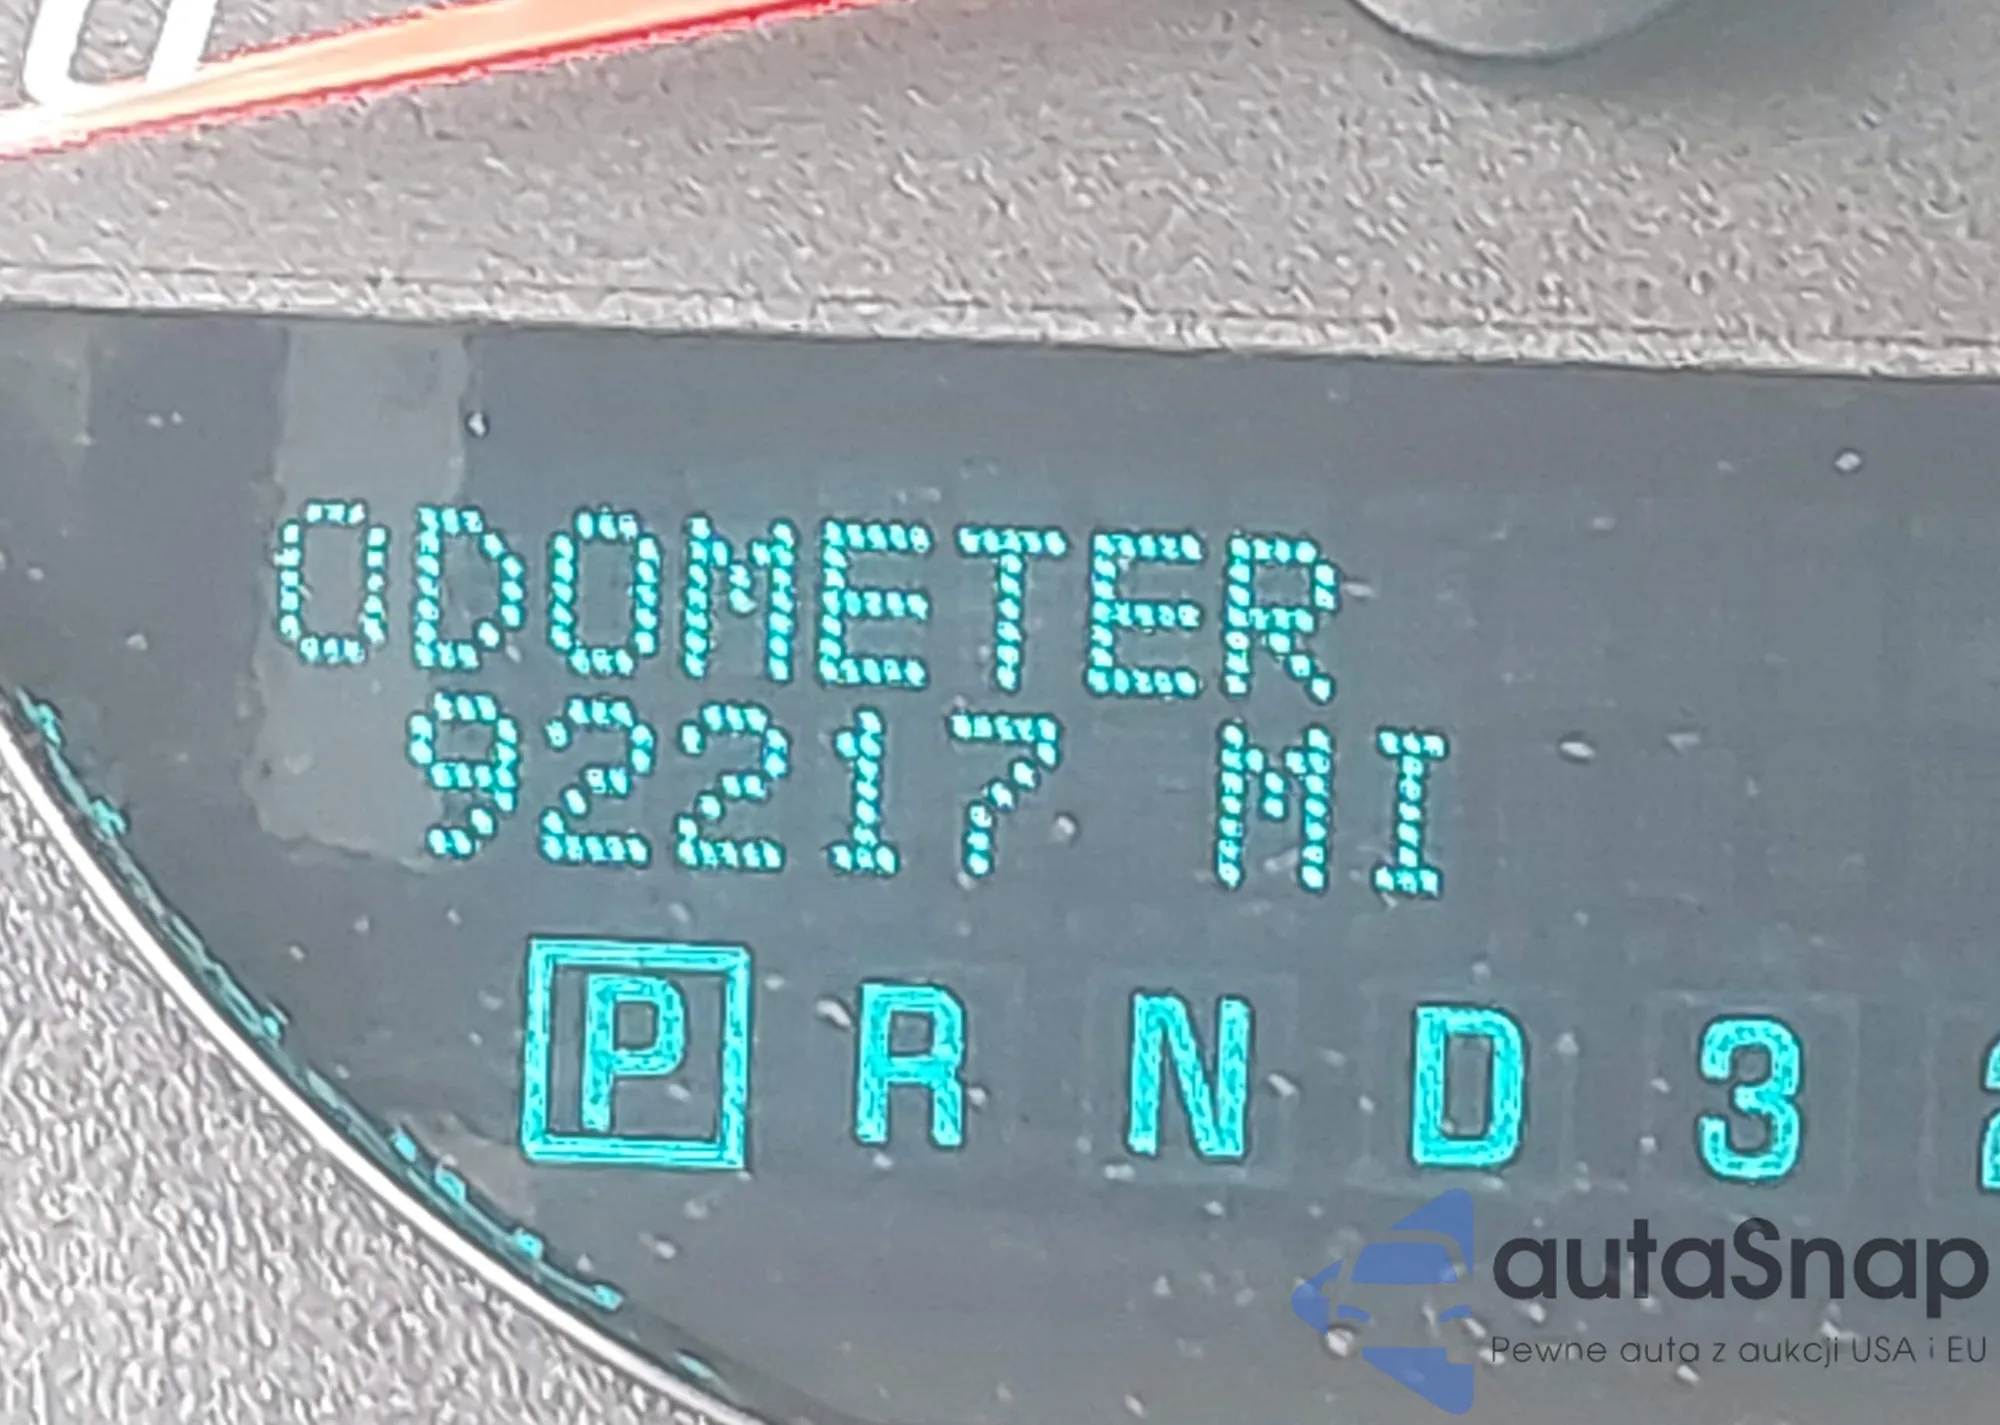 ODOMETER
92217 MI
P R N D 3
autaSnap
Pewne auta z aukcji USA i EU